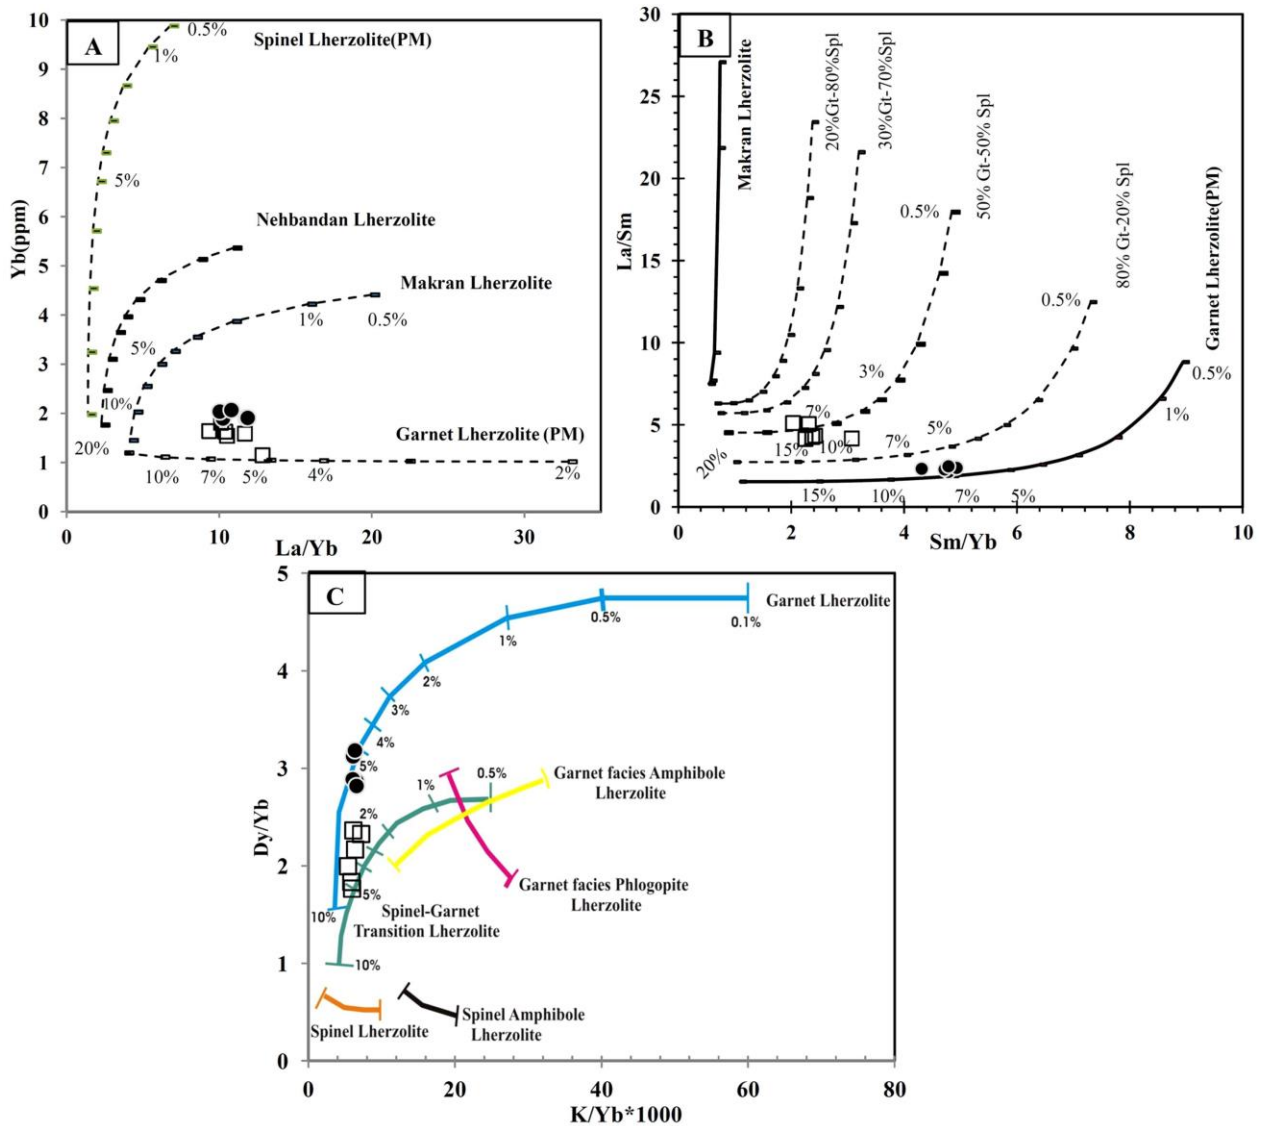 A
Yb(ppm)
10
9
8
7
6
5
4
3
2
1
0
0.5%
Spinel Lherzolite(PM)
1%
5%
Nehbandan Lherzolite
Makran Lherzolite
1%
0.5%
5%
10%
20%
Garnet Lherzolite (PM)
10%
7%
5%
4%
2%
0
10
20
30
La/Yb
B
La/Sm
30
25
20
15
10
5
0
Makran Lherzolite
20%Gt-80%Spl
30%Gt-70%Spl
50% Gt-50% Spl
80% Gt-20% Spl
Garnet Lherzolite(PM)
0.5%
0.5%
0.5%
3%
1%
7%
15%
10%
7%
5%
20%
15%
10%
7%
5%
0
2
4
6
8
10
Sm/Yb
C
Dy/Yb
5
4
3
2
1
0
Garnet Lherzolite
0.5%
0.1%
1%
2%
3%
4%
5%
10%
0.5%
1%
2%
5%
10%
Garnet facies Amphibole
Lherzolite
Garnet facies Phlogopite
Lherzolite
Spinel-Garnet
Transition Lherzolite
Spinel Lherzolite
Spinel Amphibole
Lherzolite
0
20
40
60
80
K/Yb*1000